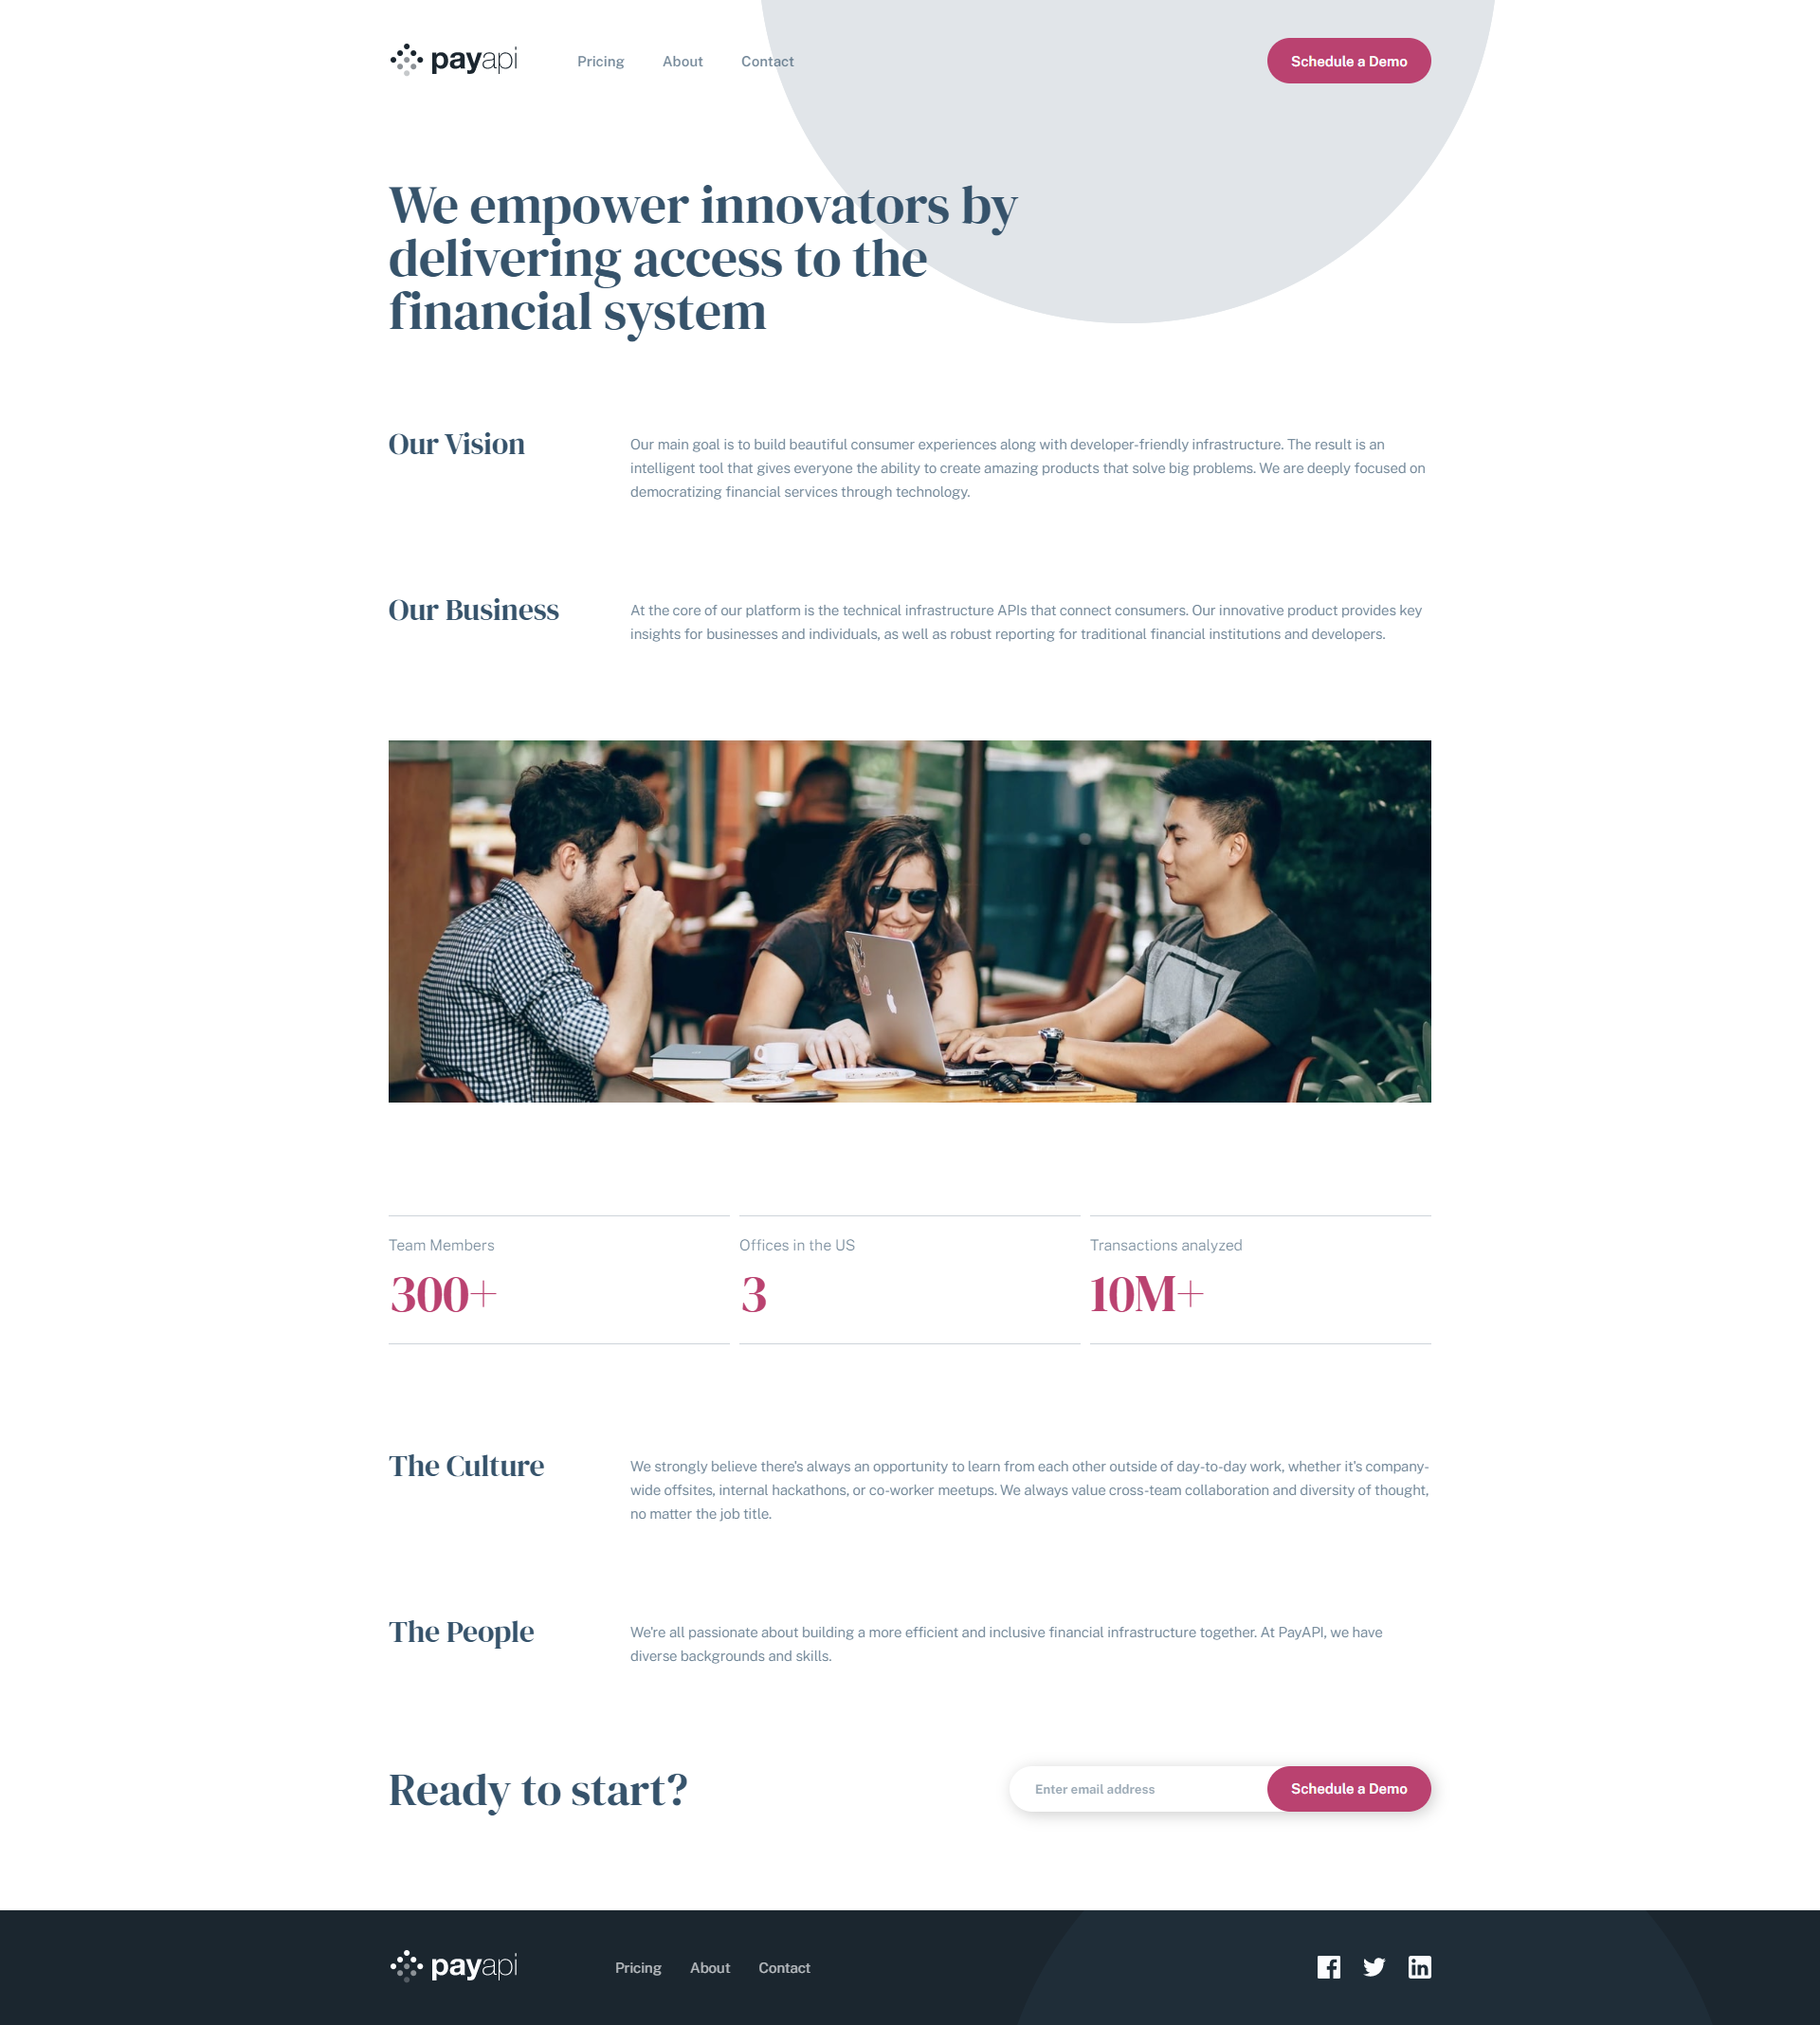 payapi
Pricing
About
Contact
Schedule a Demo
We empower innovators by
delivering access to the
financial system
Our Vision
Our main goal is to build beautiful consumer experiences along with developer-friendly infrastructure. The result is an
intelligent tool that gives everyone the ability to create amazing products that solve big problems. We are deeply focused on
democratizing financial services through technology.
Our Business
At the core of our platform is the technical infrastructure APIs that connect consumers. Our innovative product provides key
insights for businesses and individuals, as well as robust reporting for traditional financial institutions and developers.
Team Members
300+
Offices in the US
3
Transactions analyzed
10M+
The Culture
We strongly believe there's always an opportunity to learn from each other outside of day-to-day work, whether it's company-
wide offsites, internal hackathons, or co-worker meetups. We always value cross-team collaboration and diversity of thought,
no matter the job title.
The People
We're all passionate about building a more efficient and inclusive financial infrastructure together. At PayAPI, we have
diverse backgrounds and skills.
Ready to start?
Enter email address
Schedule a Demo
payapi
Pricing
About
Contact